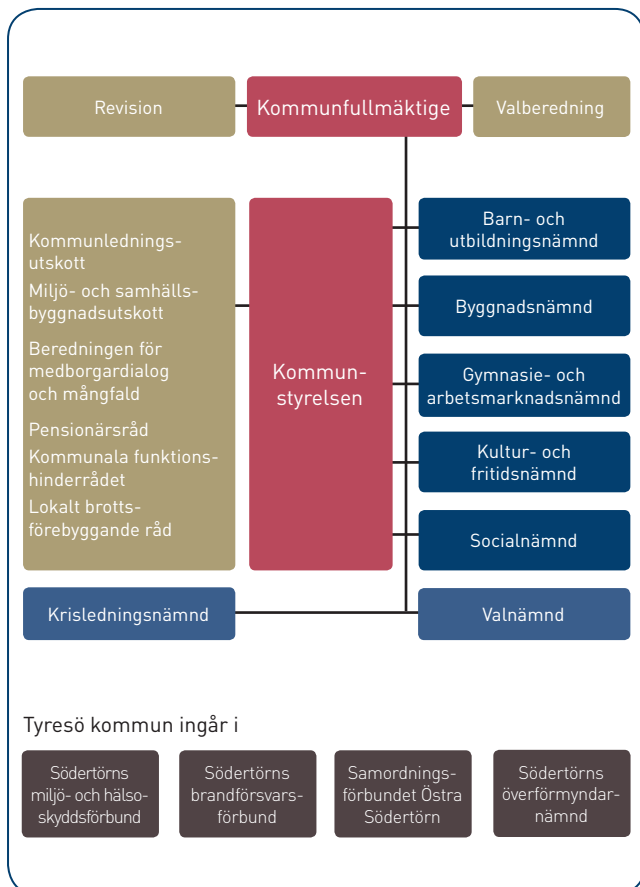 Revision
Kommunfullmäktige
Valberedning
Kommunlednings-
utskott
Miljö- och samhälls-
byggnadsutskott
Beredningen för
medborgardialog
och mångfald
Pensionärsråd
Kommunala funktions-
hinderrådet
Lokalt brotts-
förebyggande råd
Kommun-
styrelsen
Barn- och
utbildningsnämnd
Byggnadsnämnd
Gymnasie- och
arbetsmarknadsnämnd
Kultur- och
fritidsnämnd
Socialnämnd
Krisledningsnämnd
Valnämnd
Tyresö kommun ingår i
Södertörns
miljö- och hälso-
skyddsförbund
Södertörns
brandförsvars-
förbund
Samordnings-
förbundet Östra
Södertörn
Södertörns
överförmyndar-
nämnd